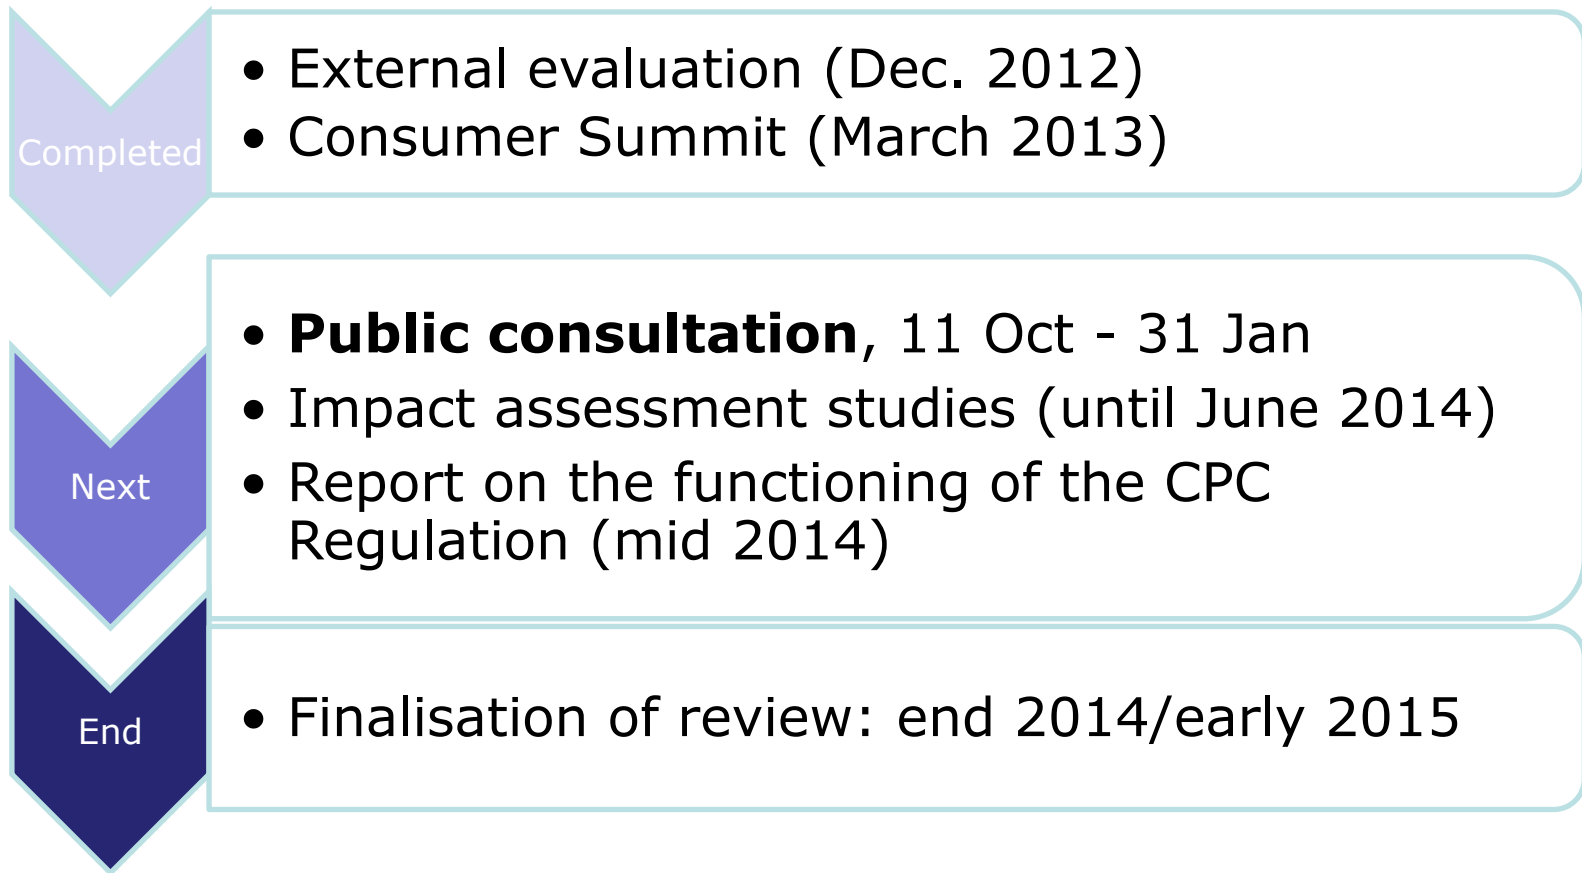 Completed
• External evaluation (Dec. 2012)
• Consumer Summit (March 2013)
Next
• Public consultation, 11 Oct - 31 Jan
• Impact assessment studies (until June 2014)
• Report on the functioning of the CPC
Regulation (mid 2014)
End
• Finalisation of review: end 2014/early 2015